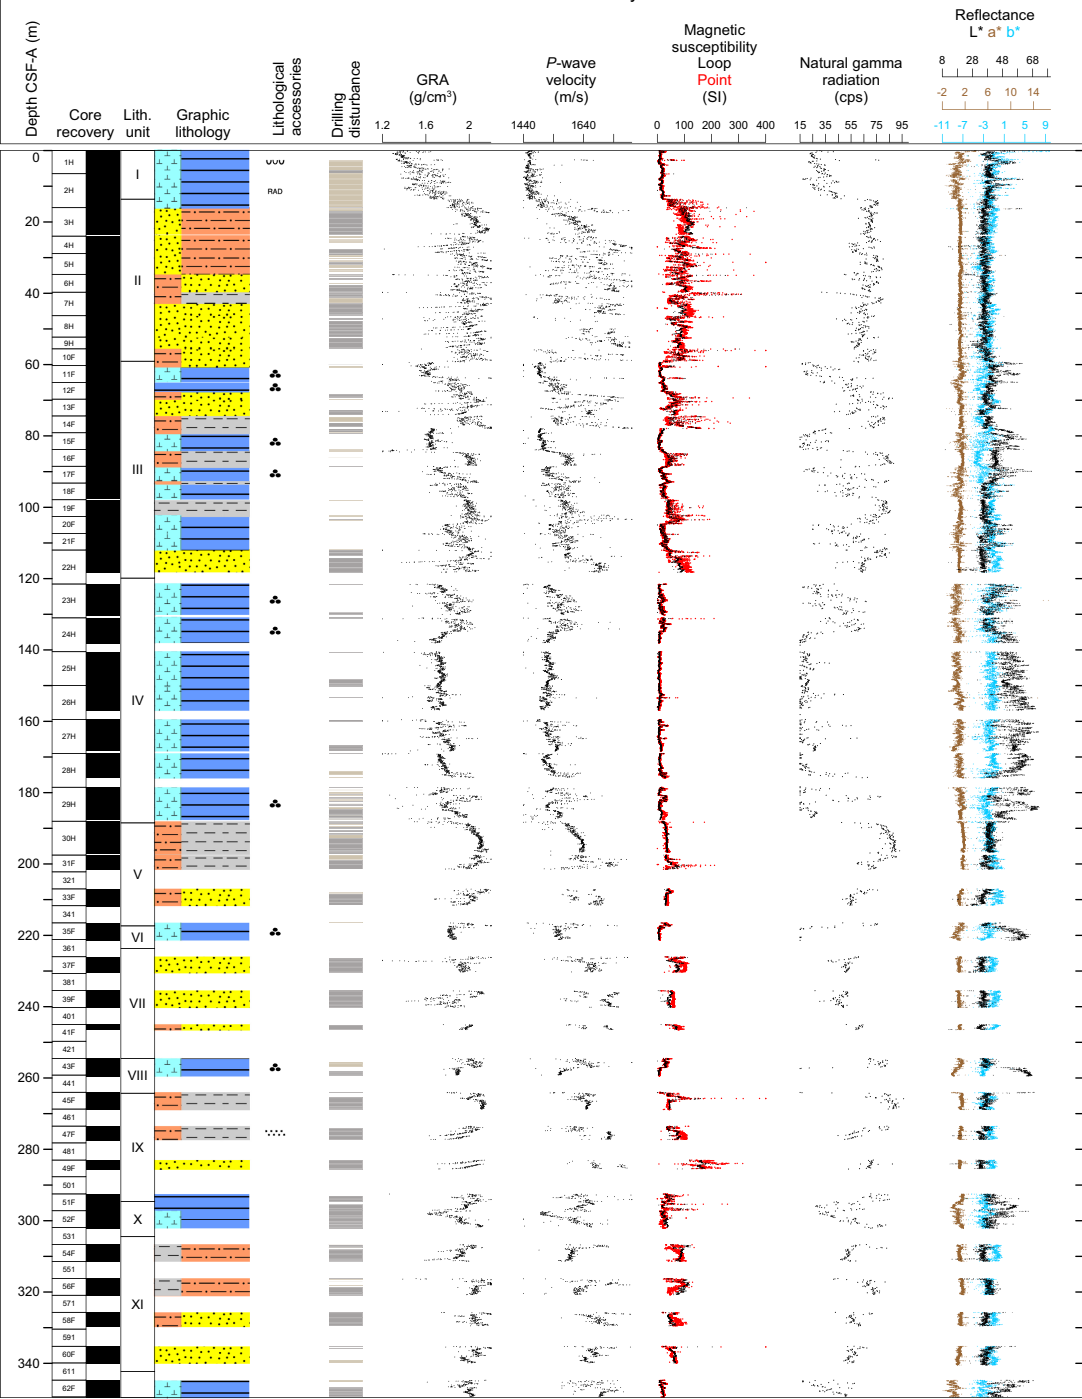 Depth CSF-A (m)
Core recovery
Lith. unit
Graphic lithology
Lithological accessories
Drilling disturbance
GRA (g/cm³)
1.2 1.6 2
P-wave velocity (m/s)
1440 1640
Magnetic susceptibility
Loop
Point
(SI)
0 100 200 300 400
Natural gamma radiation (cps)
15 35 55 75 95
Reflectance
L* a* b*
8 28 48 68
-2 2 6 10 14
-11 -7 -3 1 5 9
0
20
40
60
80
100
120
140
160
180
200
220
240
260
280
300
320
340
1H
2H
3H
4H
5H
6H
7H
8H
9H
10F
11F
12F
13F
14F
15F
16F
17F
18F
19F
20F
21F
22H
23H
24H
25H
26H
27H
28H
29H
30H
31F
321
33F
341
35F
361
37F
381
39F
401
41F
421
43F
441
45F
461
47F
481
49F
501
51F
52F
531
54F
551
56F
571
58F
591
60F
611
62F
I
II
III
IV
V
VI
VII
VIII
IX
X
XI
RAD